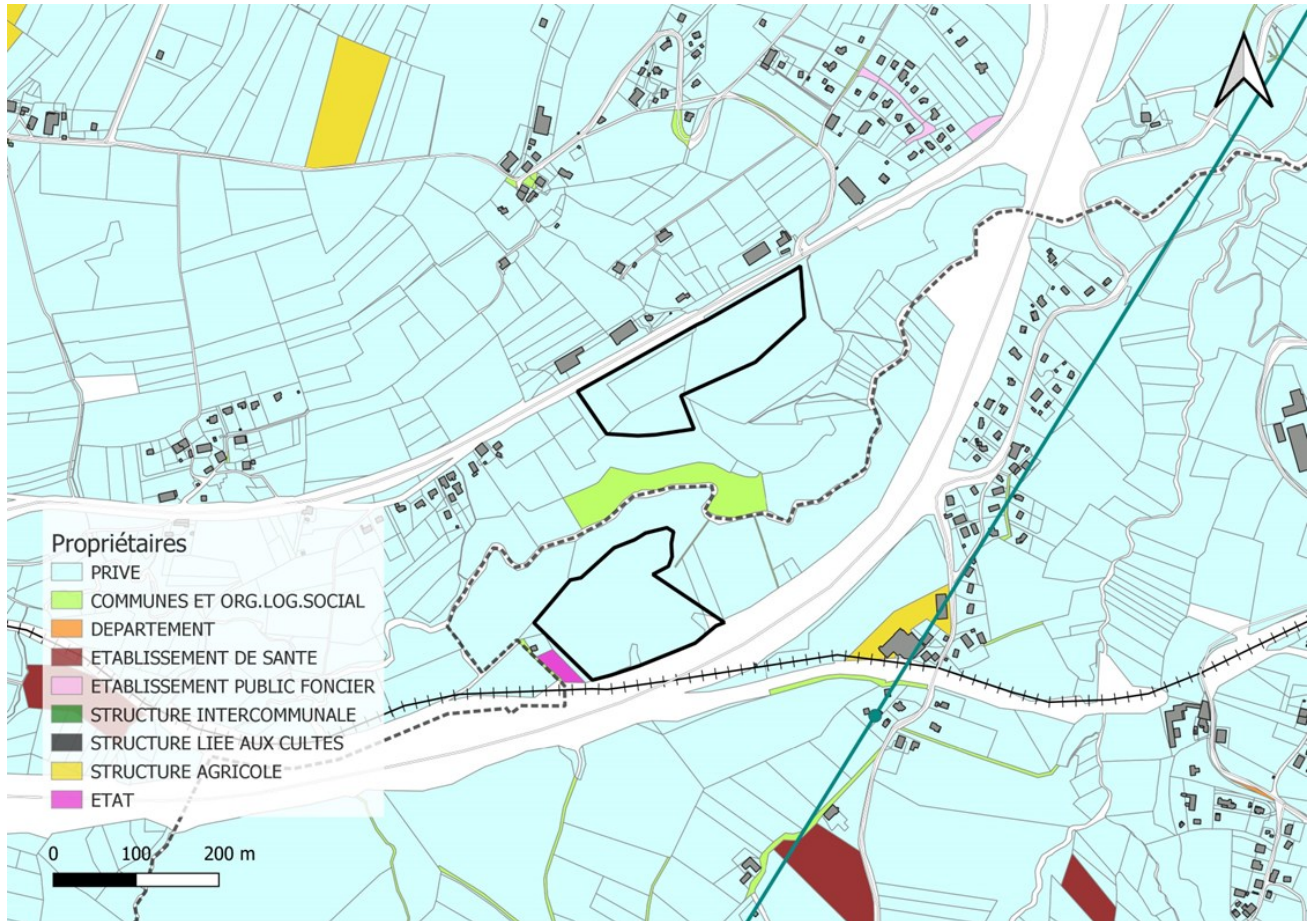 Propriétaires
PRIVE
COMMUNES ET ORG.LOG.SOCIAL
DEPARTEMENT
ETABLISSEMENT DE SANTE
ETABLISSEMENT PUBLIC FONCIER
STRUCTURE INTERCOMMUNALE
STRUCTURE LIEE AUX CULTES
STRUCTURE AGRICOLE
ETAT
0 100 200 m